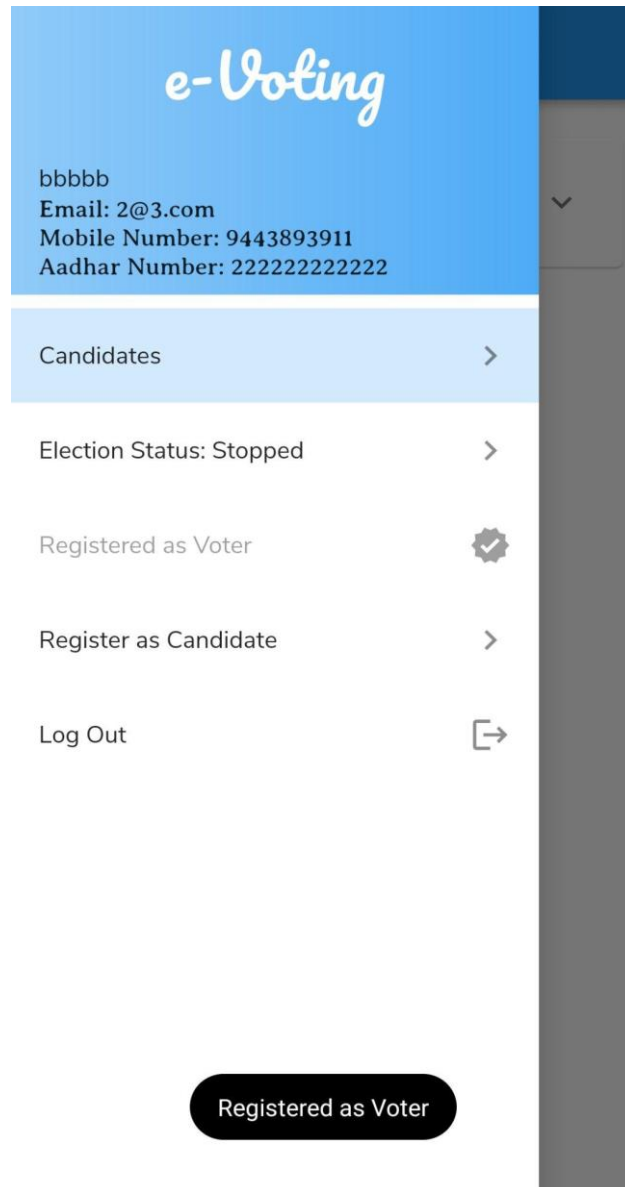 e-Voting
bbbbb
Email: 2@3.com
Mobile Number: 9443893911
Aadhar Number: 222222222222
Candidates
Election Status: Stopped
Registered as Voter
Register as Candidate
Log Out
Registered as Voter